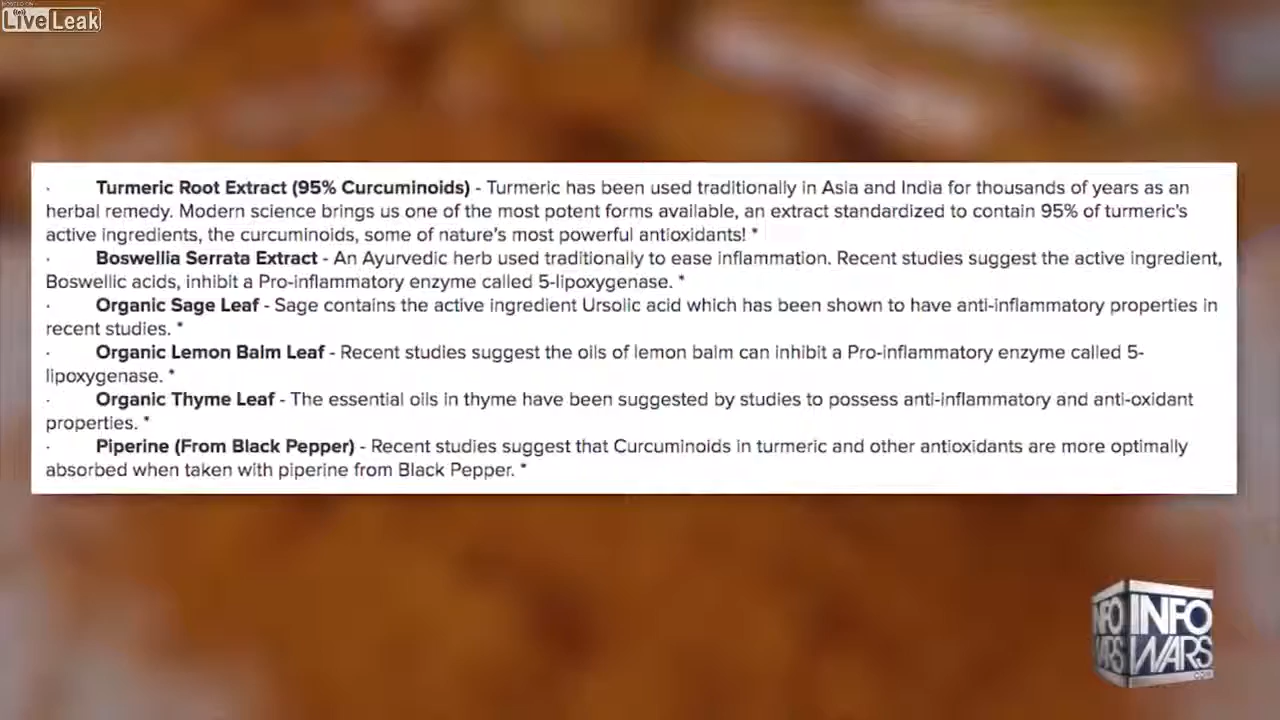 LiveLeak
· Turmeric Root Extract (95% Curcuminoids) - Turmeric has been used traditionally in Asia and India for thousands of years as an
herbal remedy. Modern science brings us one of the most potent forms available, an extract standardized to contain 95% of turmeric's
active ingredients, the curcuminoids, some of nature's most powerful antioxidants! *
· Boswellia Serrata Extract - An Ayurvedic herb used traditionally to ease inflammation. Recent studies suggest the active ingredient,
Boswellic acids, inhibit a Pro-inflammatory enzyme called 5-lipoxygenase. *
· Organic Sage Leaf - Sage contains the active ingredient Ursolic acid which has been shown to have anti-inflammatory properties in
recent studies. *
· Organic Lemon Balm Leaf - Recent studies suggest the oils of lemon balm can inhibit a Pro-inflammatory enzyme called 5-
lipoxygenase. *
· Organic Thyme Leaf - The essential oils in thyme have been suggested by studies to possess anti-inflammatory and anti-oxidant
properties. *
· Piperine (From Black Pepper) - Recent studies suggest that Curcuminoids in turmeric and other antioxidants are more optimally
absorbed when taken with piperine from Black Pepper. *
INFO
WARS
.COM